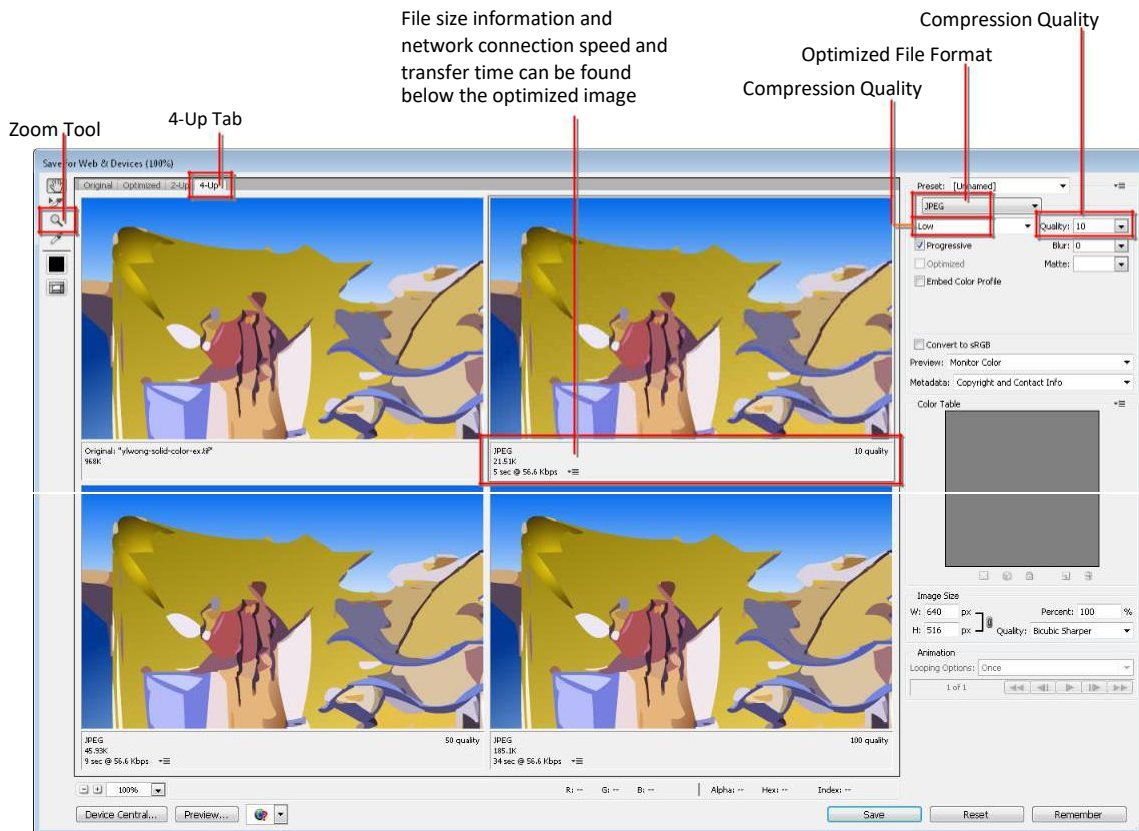 File size information and
network connection speed and
transfer time can be found
below the optimized image
Compression Quality
Optimized File Format
Compression Quality
4-Up Tab
Zoom Tool
Save for Web & Devices (100%)
Original Optimized 2-Up 4-Up
Preset: [Unnamed]
JPEG
Low Quality: 10
Progressive Blur: 0
Optimized Matte:
Embed Color Profile
Convert to sRGB
Preview: Monitor Color
Metadata: Copyright and Contact Info
Color Table
Original: "ylwong-solid-color-ex.tif"
968K
JPEG 10 quality
21.51K
5 sec @ 56.6 Kbps
Image Size
W: 640 px Percent: 100 %
H: 516 px Quality: Bicubic Sharper
Animation
Looping Options: Once
1 of 1
JPEG 50 quality
45.93K
9 sec @ 56.6 Kbps
JPEG 100 quality
185.1K
34 sec @ 56.6 Kbps
100% R: -- G: -- B: -- Alpha: -- Hex: -- Index: --
Device Central... Preview... Save Reset Remember